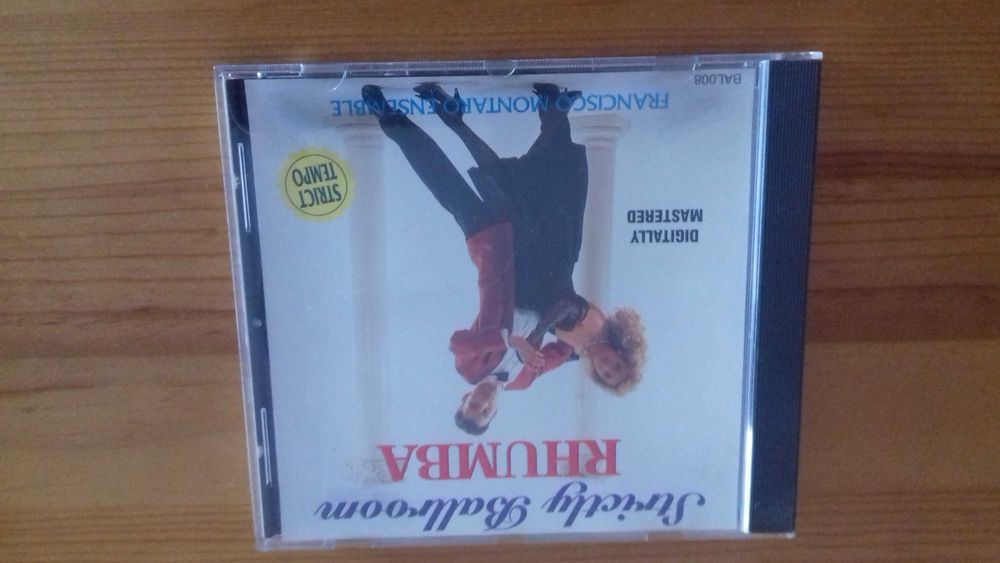 Strictly Ballroom
RHUMBA
DIGITALLY
MASTERED
STRICT
TEMPO
FRANCISCO MONTARO ENSEMBLE
BAL008